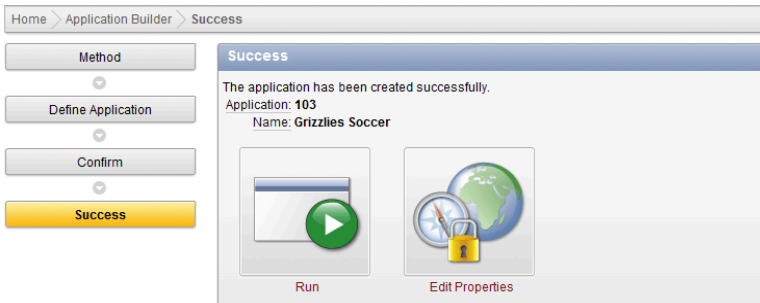 Home > Application Builder > Success
Method
Define Application
Confirm
Success
Success
The application has been created successfully.
Application: 103
Name: Grizzlies Soccer
Run
Edit Properties